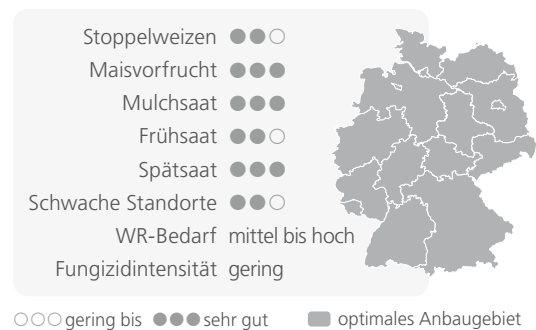 Stoppelweizen ●●○
Maisvorfrucht ●●●
Mulchsaat ●●●
Frühsaat ●●○
Spätsaat ●●●
Schwache Standorte ●●○
WR-Bedarf mittel bis hoch
Fungizidintensität gering
○○○ gering bis ●●● sehr gut optimales Anbaugebiet